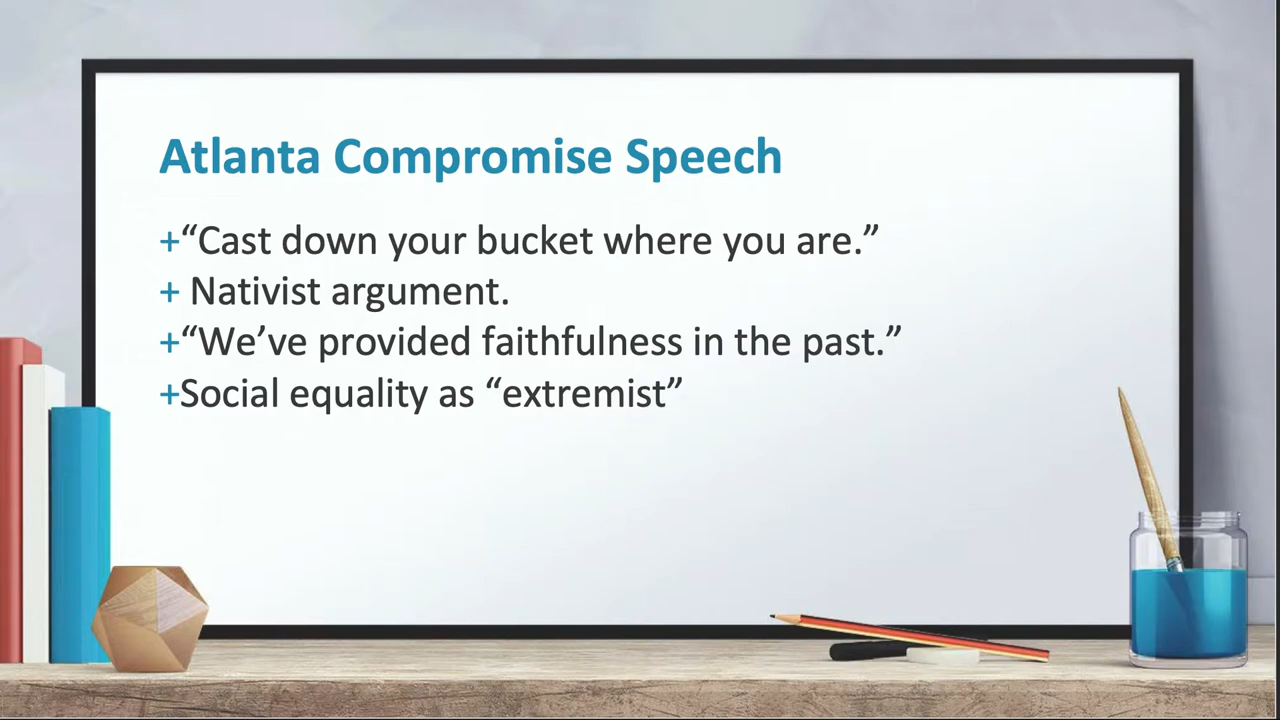 Atlanta Compromise Speech
+“Cast down your bucket where you are.”
+ Nativist argument.
+“We’ve provided faithfulness in the past.”
+Social equality as “extremist”